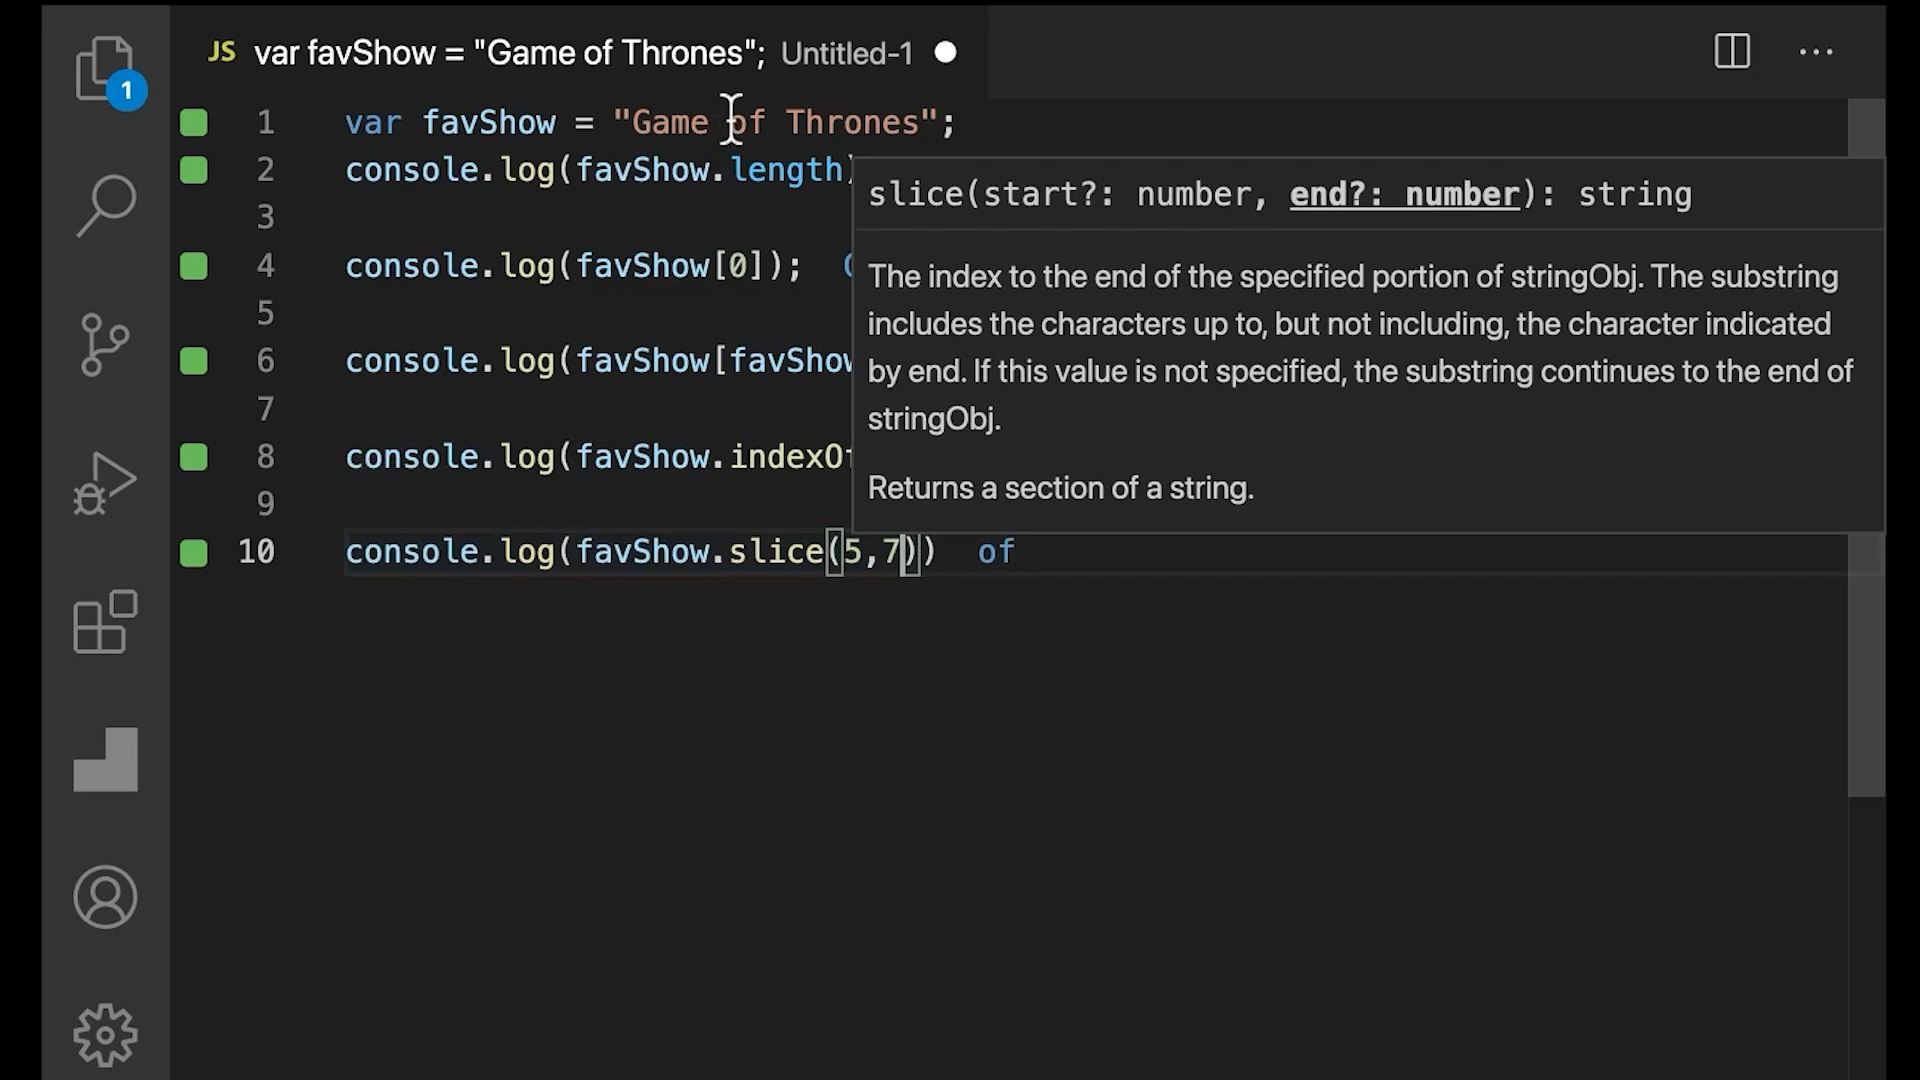 JS var favShow = "Game of Thrones"; Untitled-1
1
1 var favShow = "Game of Thrones";
2 console.log(favShow.length)
3
4 console.log(favShow[0]);
5
6 console.log(favShow[favShow
7
8 console.log(favShow.indexOf
9
10 console.log(favShow.slice(5,7)) of
slice(start?: number, end?: number): string
The index to the end of the specified portion of stringObj. The substring
includes the characters up to, but not including, the character indicated
by end. If this value is not specified, the substring continues to the end of
stringObj.
Returns a section of a string.